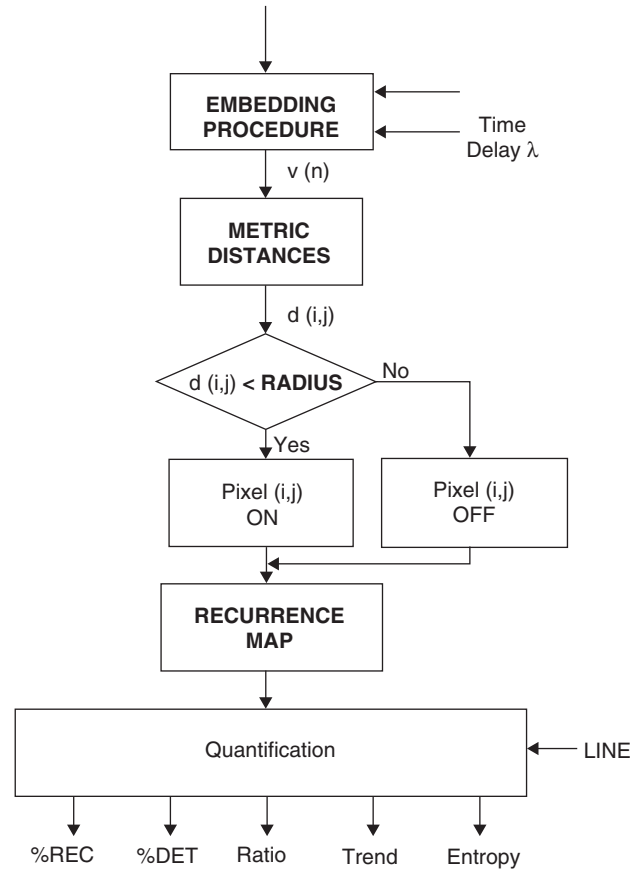 EMBEDDING
PROCEDURE
Time
Delay λ
v (n)
METRIC
DISTANCES
d (i,j)
d (i,j) < RADIUS
No
Yes
Pixel (i,j)
ON
Pixel (i,j)
OFF
RECURRENCE
MAP
Quantification
LINE
%REC
%DET
Ratio
Trend
Entropy